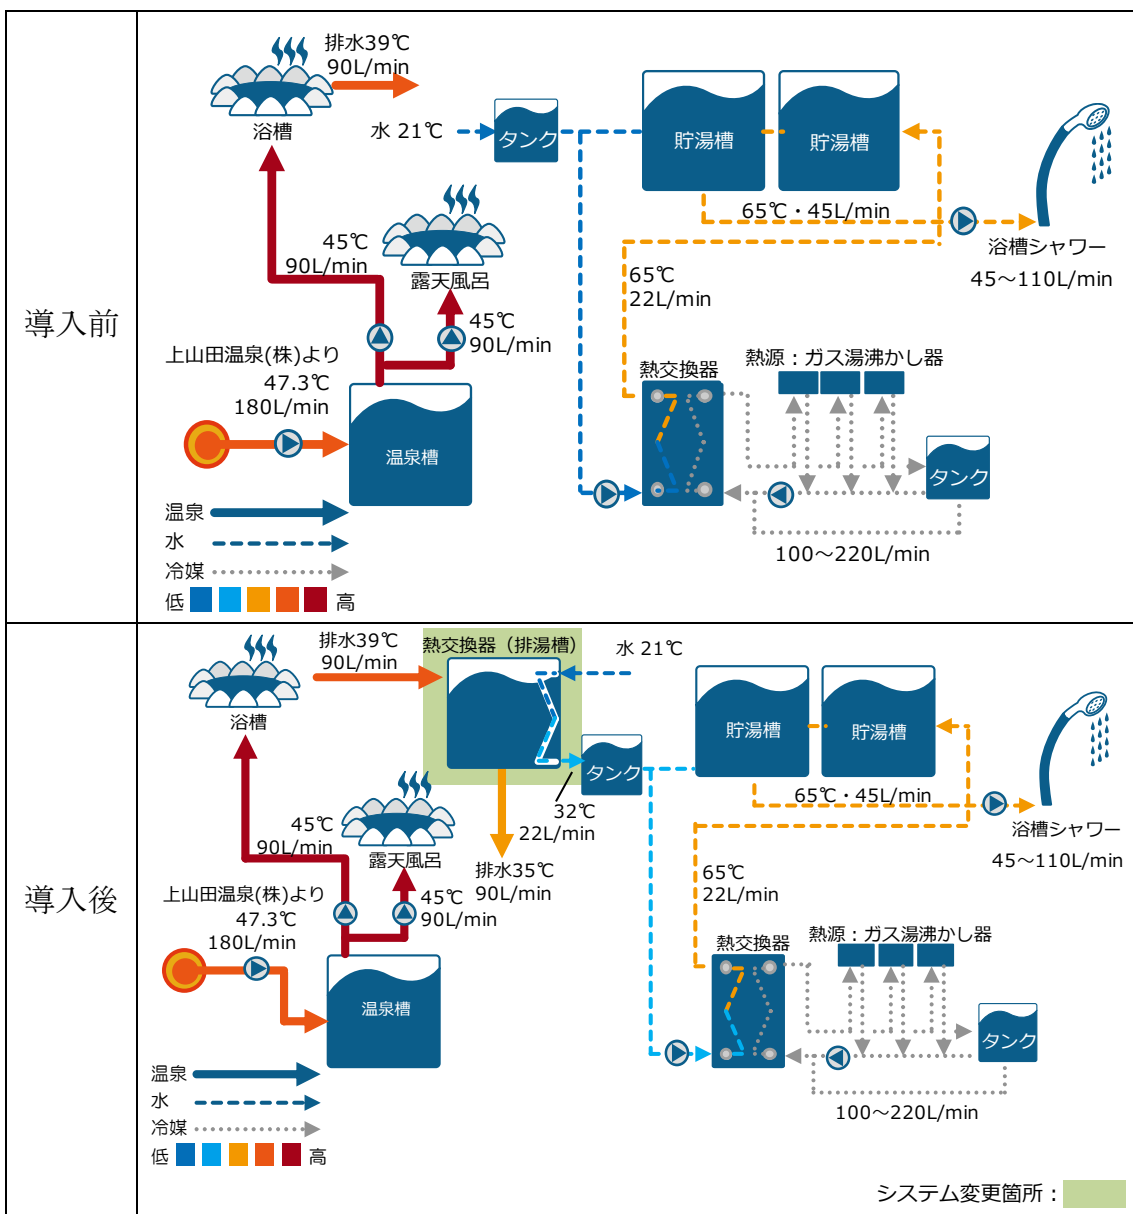 導入前
排水39℃
90L/min
浴槽
水 21℃
タンク
貯湯槽
貯湯槽
65℃・45L/min
浴槽シャワー
45～110L/min
45℃
90L/min
露天風呂
45℃
90L/min
65℃
22L/min
上山田温泉(株)より
47.3℃
180L/min
温泉槽
熱交換器
熱源：ガス湯沸かし器
タンク
100～220L/min
温泉
水
冷媒
低
高
導入後
排水39℃
90L/min
浴槽
熱交換器（排湯槽）
水 21℃
タンク
32℃
22L/min
排水35℃
90L/min
貯湯槽
貯湯槽
65℃・45L/min
浴槽シャワー
45～110L/min
45℃
90L/min
露天風呂
45℃
90L/min
65℃
22L/min
上山田温泉(株)より
47.3℃
180L/min
温泉槽
熱交換器
熱源：ガス湯沸かし器
タンク
100～220L/min
温泉
水
冷媒
低
高
システム変更箇所：